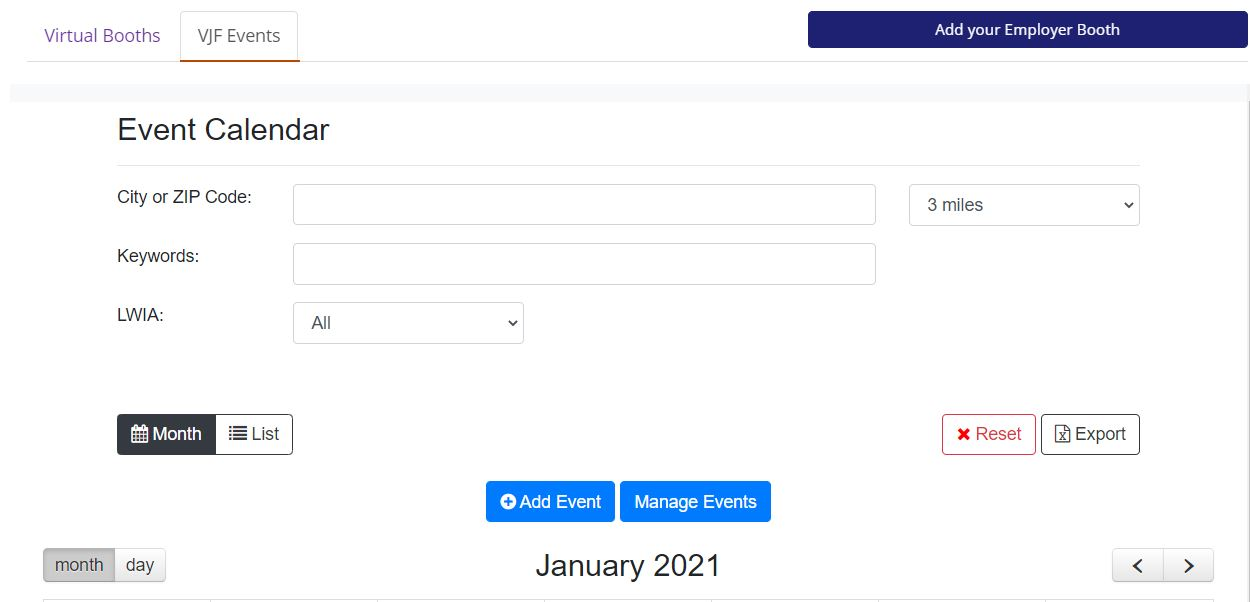 Virtual Booths
VJF Events
Add your Employer Booth
Event Calendar
City or ZIP Code:
3 miles
Keywords:
LWIA:
All
Month
List
Reset
Export
Add Event
Manage Events
month
day
January 2021